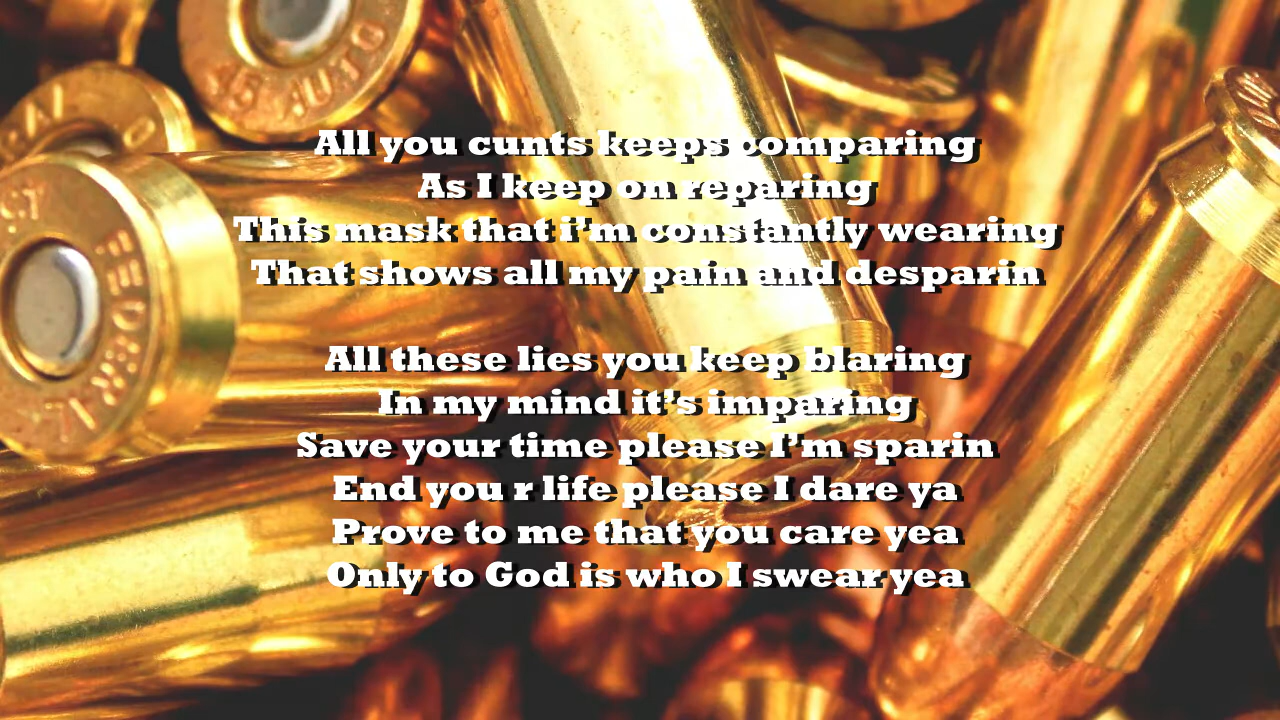 45 AUTO
FEDERAL
All you cunts keeps comparing
As I keep on reparing
This mask that i'm constantly wearing
That shows all my pain and desparin
All these lies you keep blaring
In my mind it's imparing
Save your time please I'm sparin
End you r life please I dare ya
Prove to me that you care yea
Only to God is who I swear yea